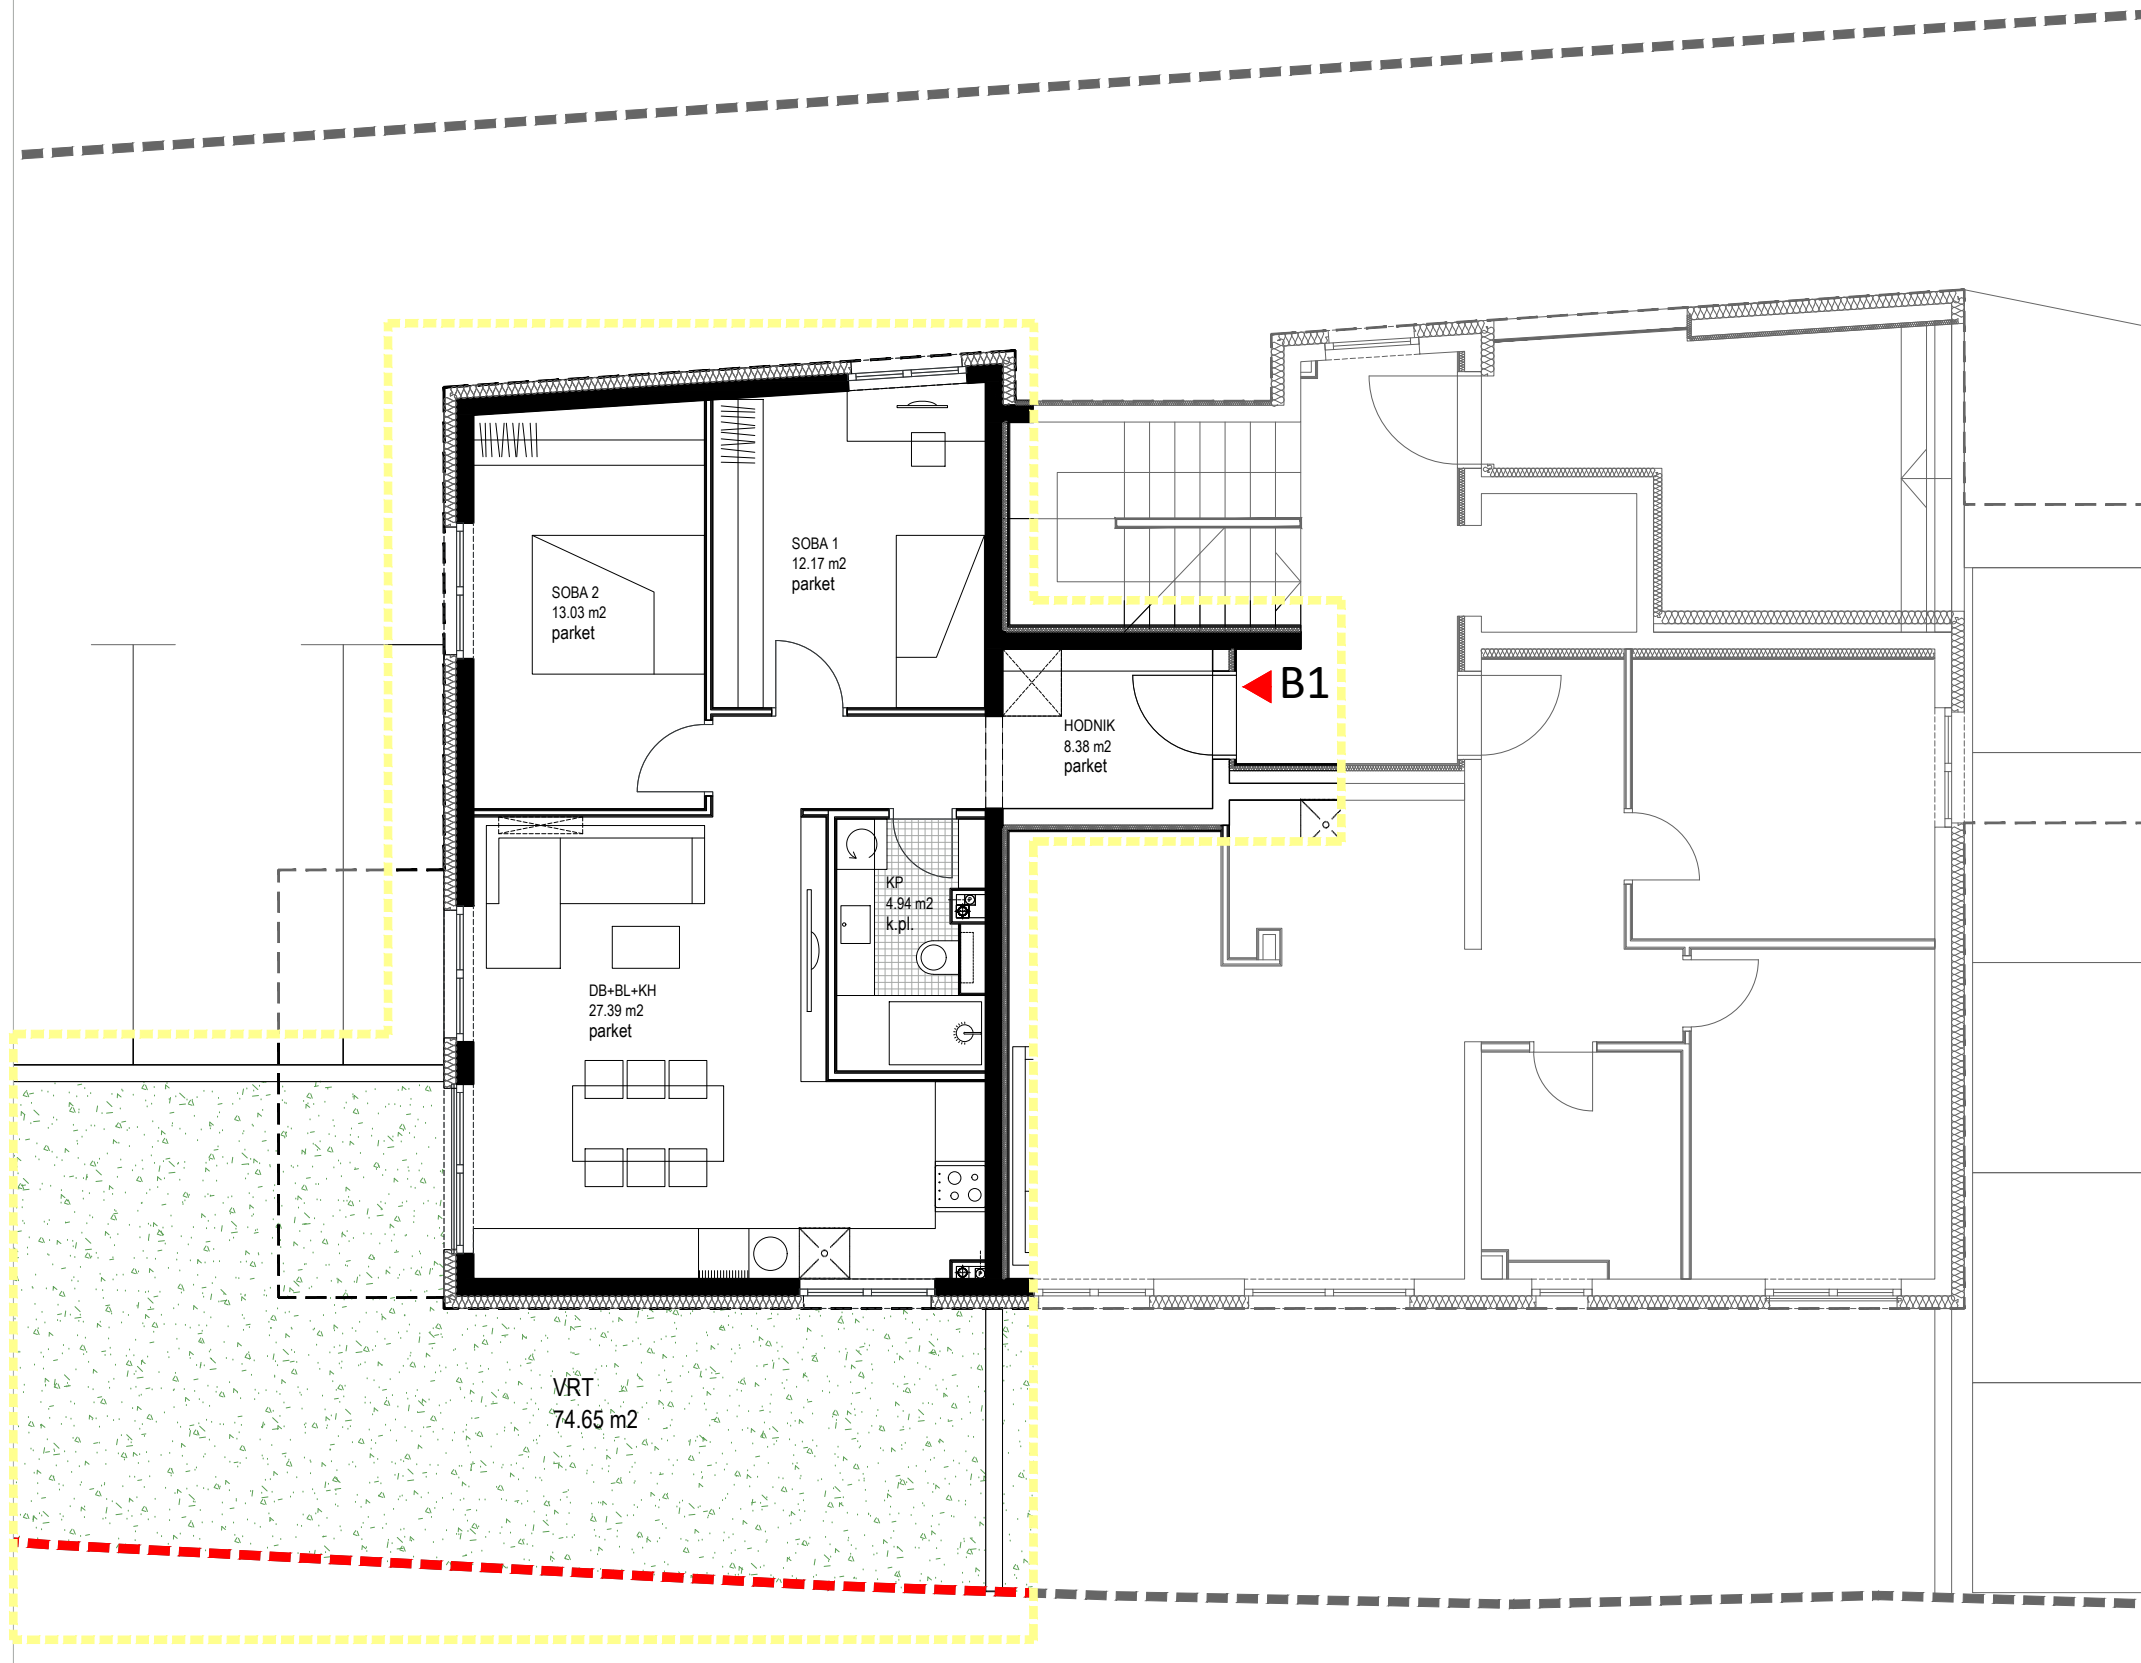 SOBA 1
12.17 m2
parket
SOBA 2
13.03 m2
parket
B1
HODNIK
8.38 m2
parket
KP
4.94 m2
k.pl.
DB+BL+KH
27.39 m2
parket
VRT
74.65 m2